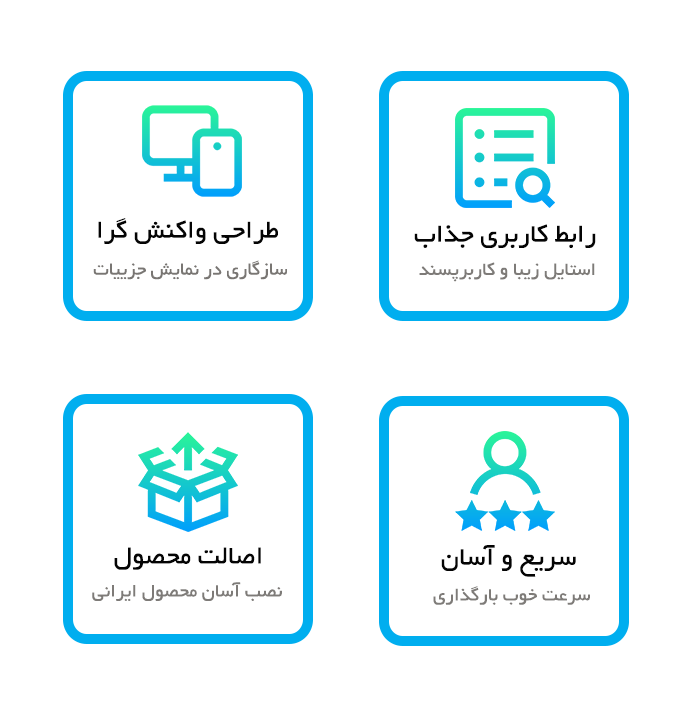 رابط کاربری جذاب
استایل زیبا و کاربرپسند
طراحی واکنش گرا
سازگاری در نمایش جزییات
سریع و آسان
سرعت خوب بارگذاری
اصالت محصول
نصب آسان محصول ایرانی